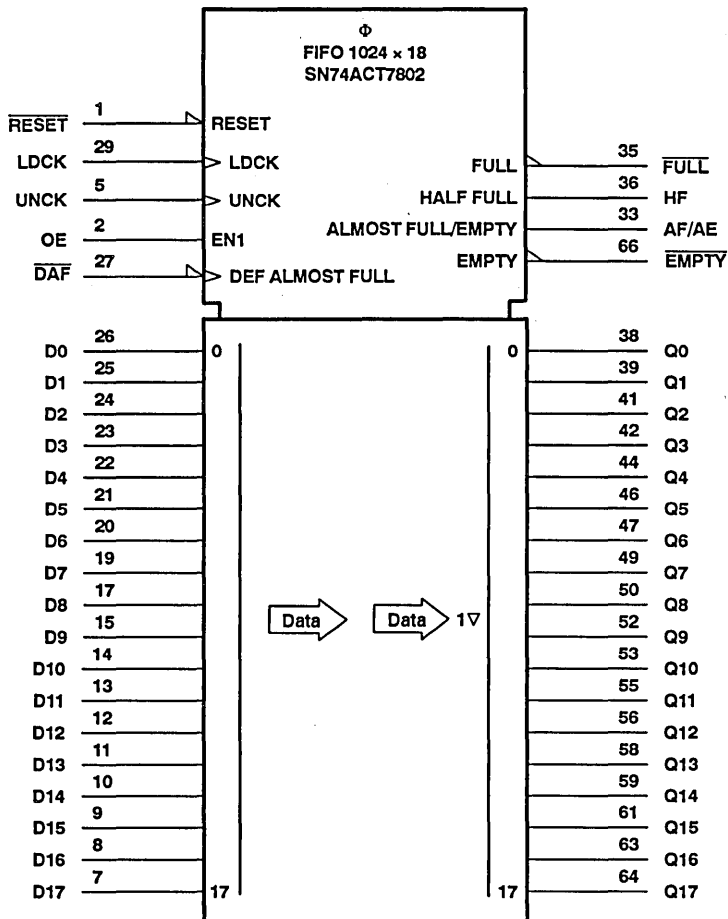 Φ
FIFO 1024 × 18
SN74ACT7802
RESET 1 RESET
LDCK 29 LDCK
UNCK 5 UNCK
OE 2 EN1
DAF 27 DEF ALMOST FULL
FULL 35 FULL
HALF FULL 36 HF
ALMOST FULL/EMPTY 33 AF/AE
EMPTY 66 EMPTY
D0 26 0 0 38 Q0
D1 25 39 Q1
D2 24 41 Q2
D3 23 42 Q3
D4 22 44 Q4
D5 21 46 Q5
D6 20 47 Q6
D7 19 49 Q7
D8 17 50 Q8
Data Data 1▽
D9 15 52 Q9
D10 14 53 Q10
D11 13 55 Q11
D12 12 56 Q12
D13 11 58 Q13
D14 10 59 Q14
D15 9 61 Q15
D16 8 63 Q16
D17 7 17 17 64 Q17